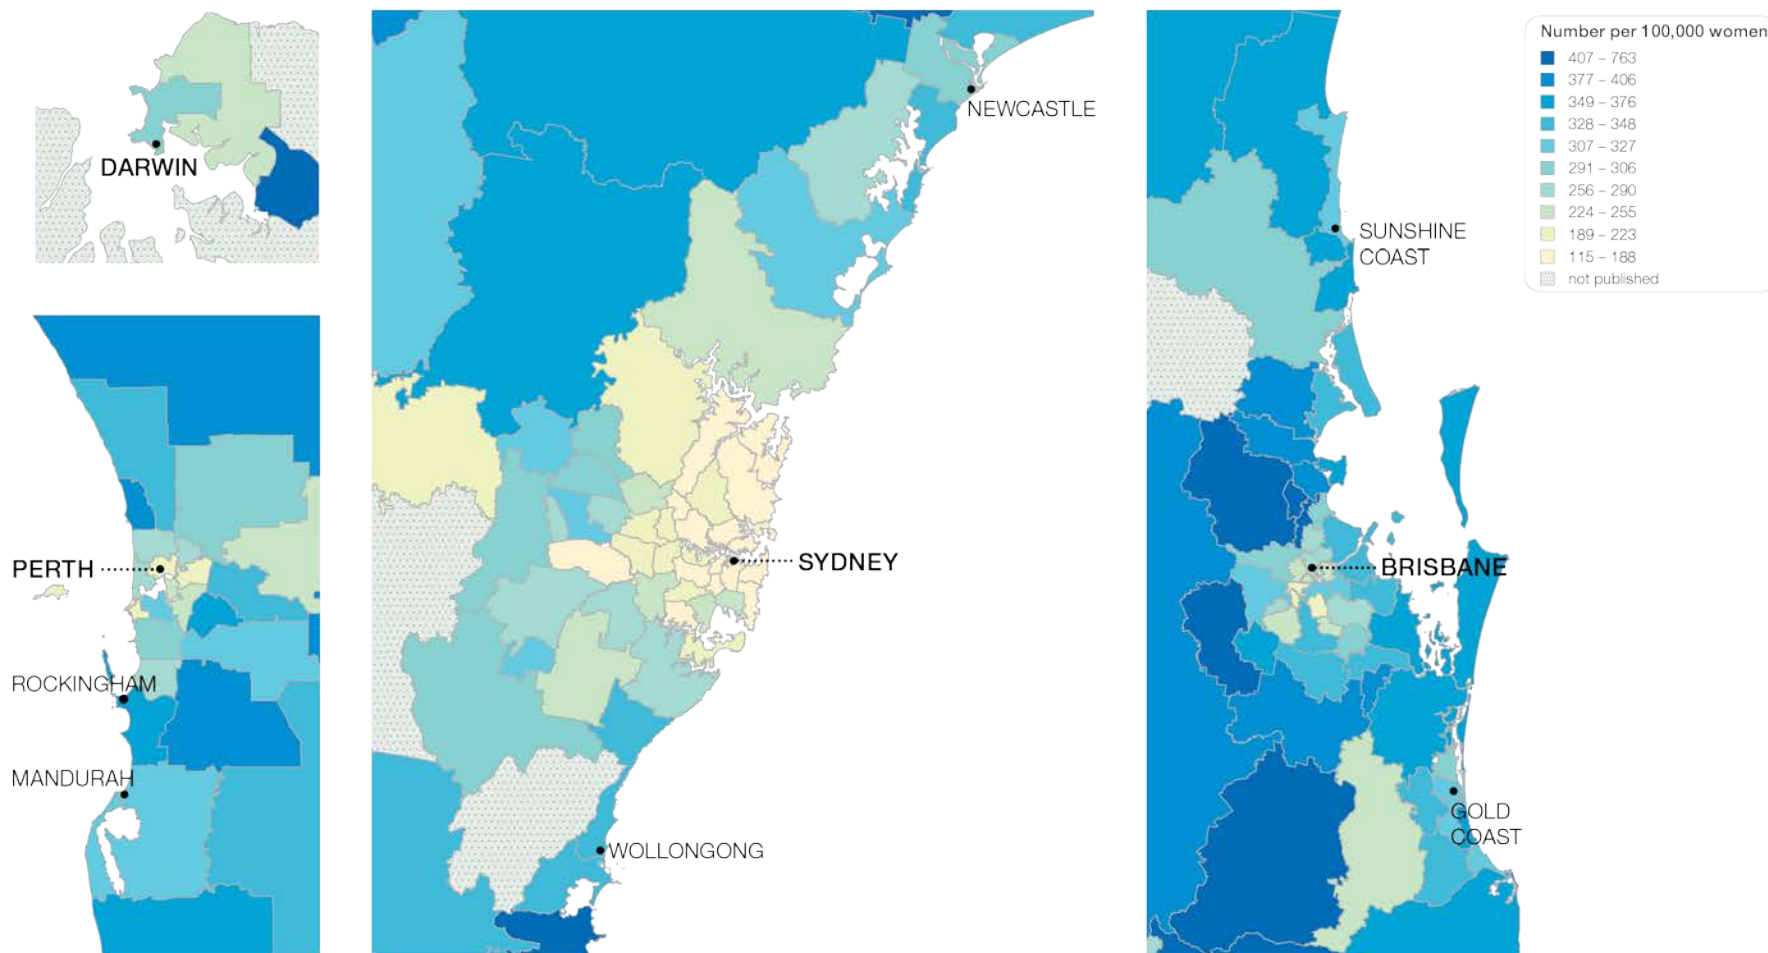 DARWIN
NEWCASTLE
SUNSHINE
COAST
Number per 100,000 women
407 – 763
377 – 406
349 – 376
328 – 348
307 – 327
291 – 306
256 – 290
224 – 255
189 – 223
115 – 188
not published
PERTH
SYDNEY
BRISBANE
ROCKINGHAM
MANDURAH
GOLD
COAST
WOLLONGONG